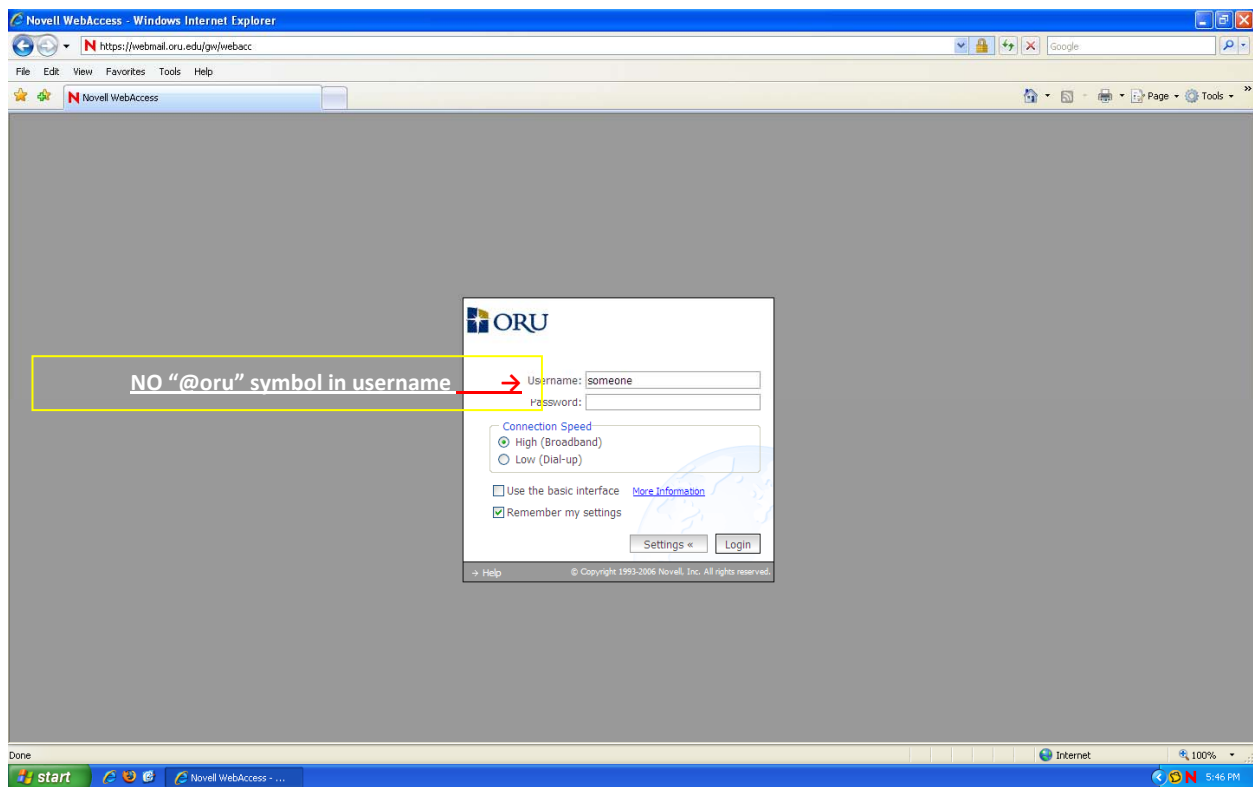 Novell WebAccess - Windows Internet Explorer
https://webmail.oru.edu/gw/webacc
Google
File Edit View Favorites Tools Help
Novell WebAccess
Page Tools
ORU
NO “@oru” symbol in username →
Username: someone
Password:
Connection Speed
High (Broadband)
Low (Dial-up)
Use the basic interface More Information
Remember my settings
Settings « Login
→ Help © Copyright 1993-2006 Novell, Inc. All rights reserved.
Done Internet 100%
start Novell WebAccess - ... 5:46 PM